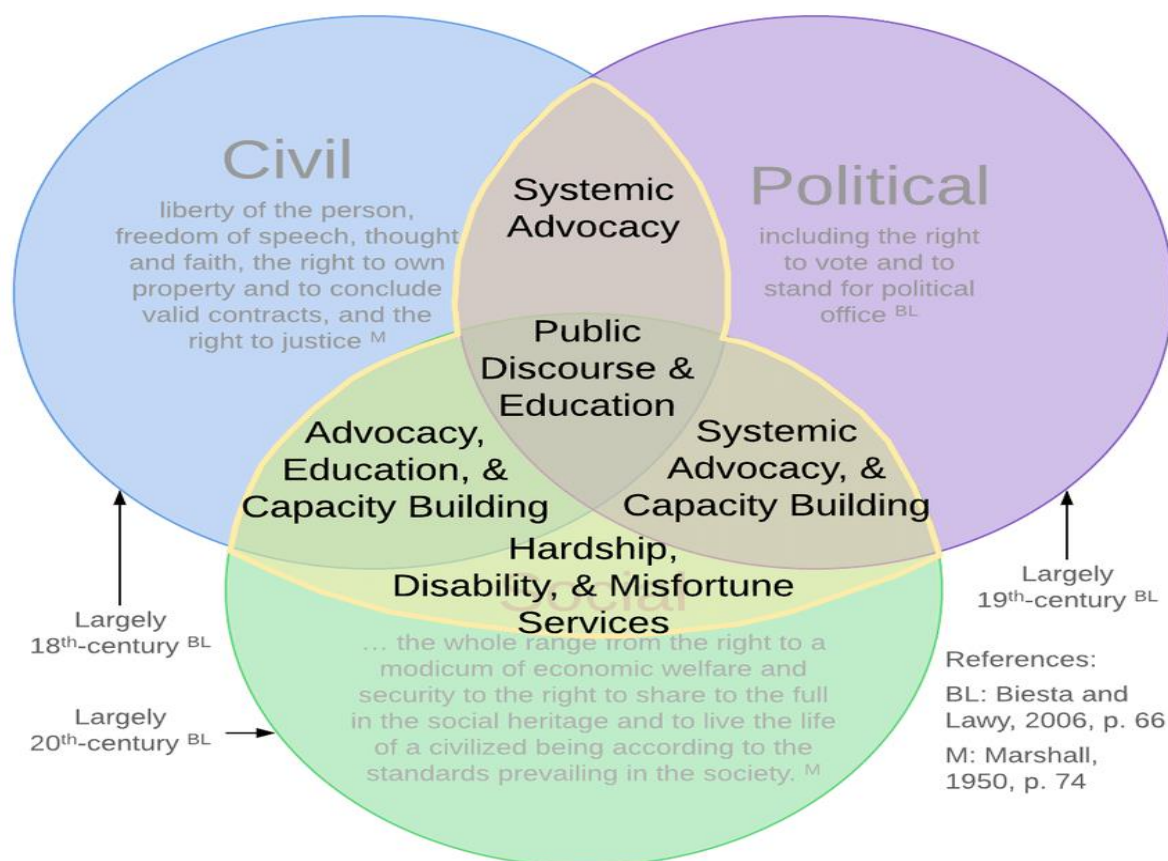 Civil
liberty of the person,
freedom of speech, thought
and faith, the right to own
property and to conclude
valid contracts, and the
right to justice M
Systemic
Advocacy
Political
including the right
to vote and to
stand for political
office BL
Public
Discourse &
Education
Advocacy,
Education, &
Capacity Building
Systemic
Advocacy, &
Capacity Building
Hardship,
Disability, & Misfortune
Services
Social
... the whole range from the right to a
modicum of economic welfare and
security to the right to share to the full
in the social heritage and to live the life
of a civilized being according to the
standards prevailing in the society. M
Largely
18th-century BL
Largely
20th-century BL
Largely
19th-century BL
References:
BL: Biesta and
Lawy, 2006, p. 66
M: Marshall,
1950, p. 74